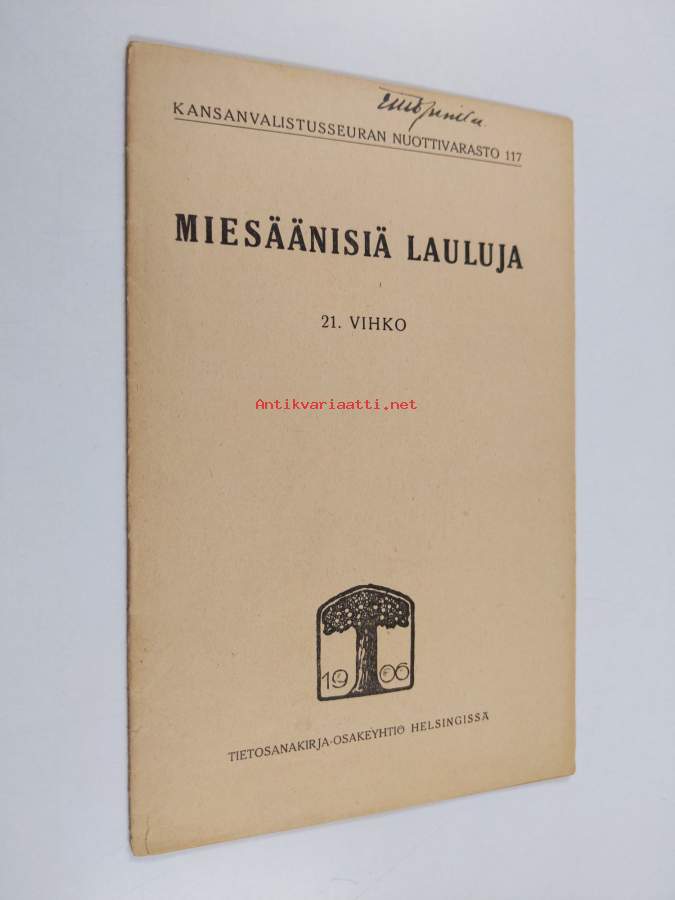 KANSANVALISTUSSEURAN NUOTTIVARASTO 117
MIESÄÄNISIÄ LAULUJA
21. VIHKO
Antikvariaatti.net
19 06
TIETOSANAKIRJA-OSAKEYHTIÖ HELSINGISSÄ